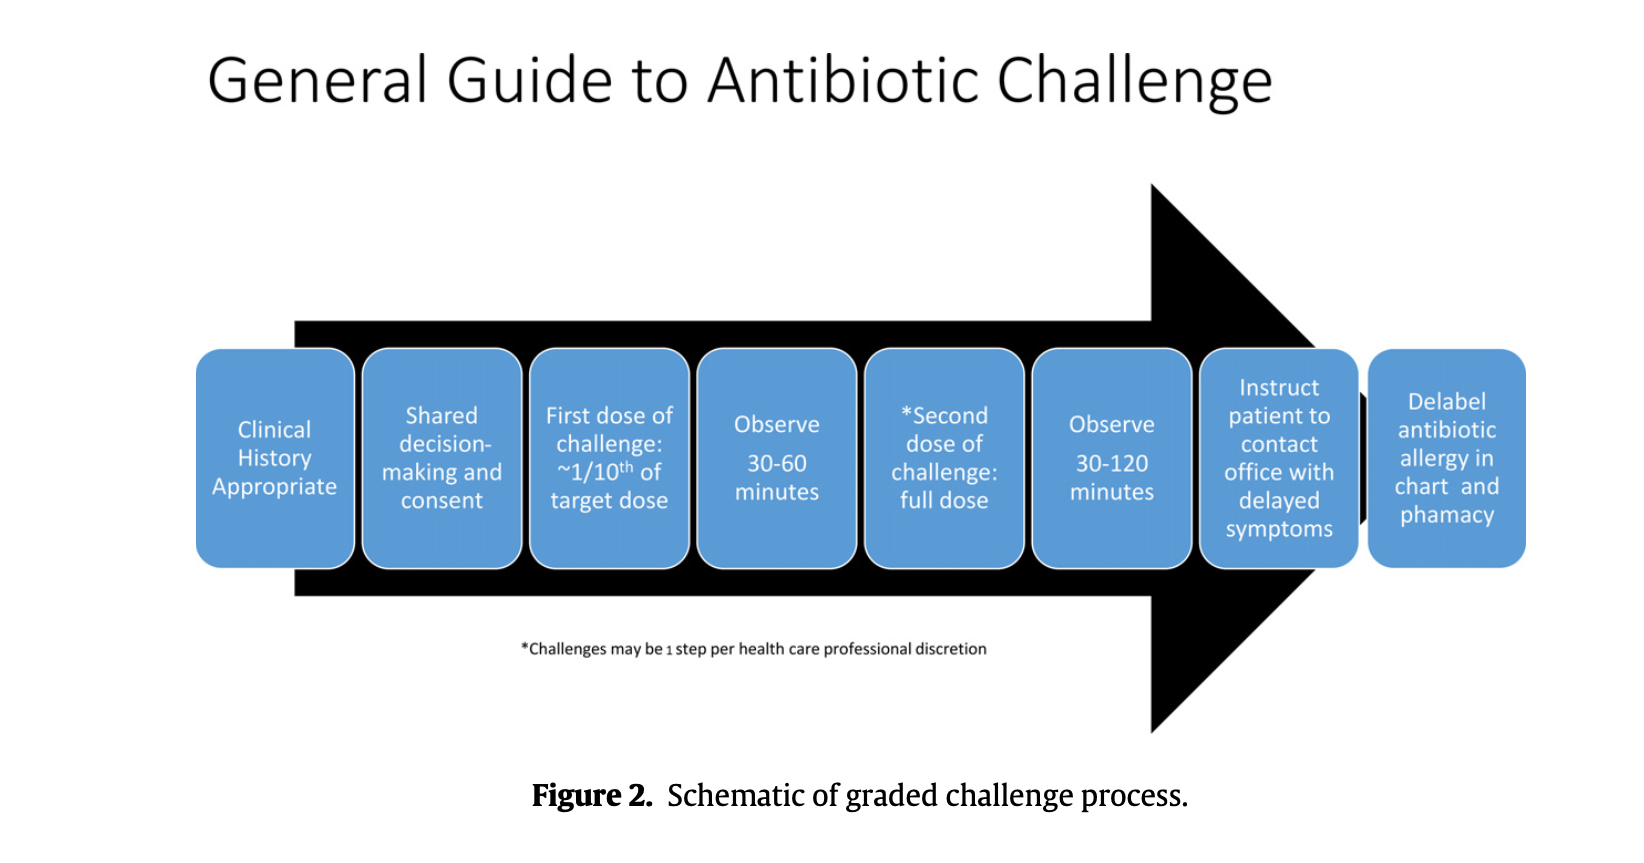 General Guide to Antibiotic Challenge
Clinical
History
Appropriate
Shared
decision-
making and
consent
First dose of
challenge:
~1/10th of
target dose
Observe
30-60
minutes
*Second
dose of
challenge:
full dose
Observe
30-120
minutes
Instruct
patient to
contact
office with
delayed
symptoms
Delabel
antibiotic
allergy in
chart and
phamacy
*Challenges may be 1 step per health care professional discretion
Figure 2. Schematic of graded challenge process.